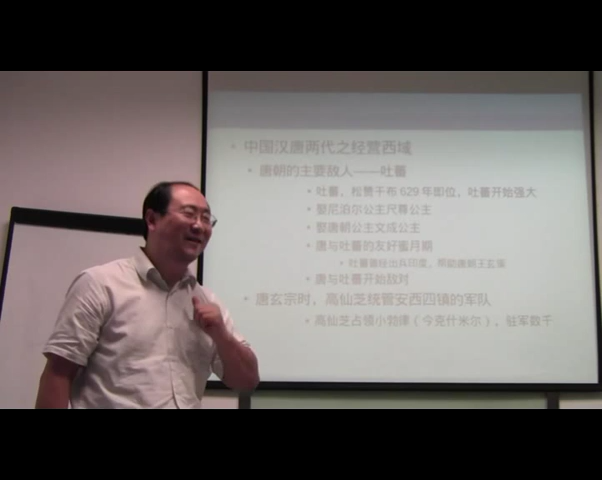 中国汉唐两代之经营西域
唐朝的主要敌人——吐蕃
吐蕃，松赞干布629年即位，吐蕃开始强大
娶尼泊尔公主尺尊公主
娶唐朝公主文成公主
唐与吐蕃的友好蜜月期
吐蕃曾经出兵印度，帮助唐朝王玄策
唐与吐蕃开始敌对
唐玄宗时，高仙芝统管安西四镇的军队
高仙芝占领小勃律（今克什米尔），驻军数千